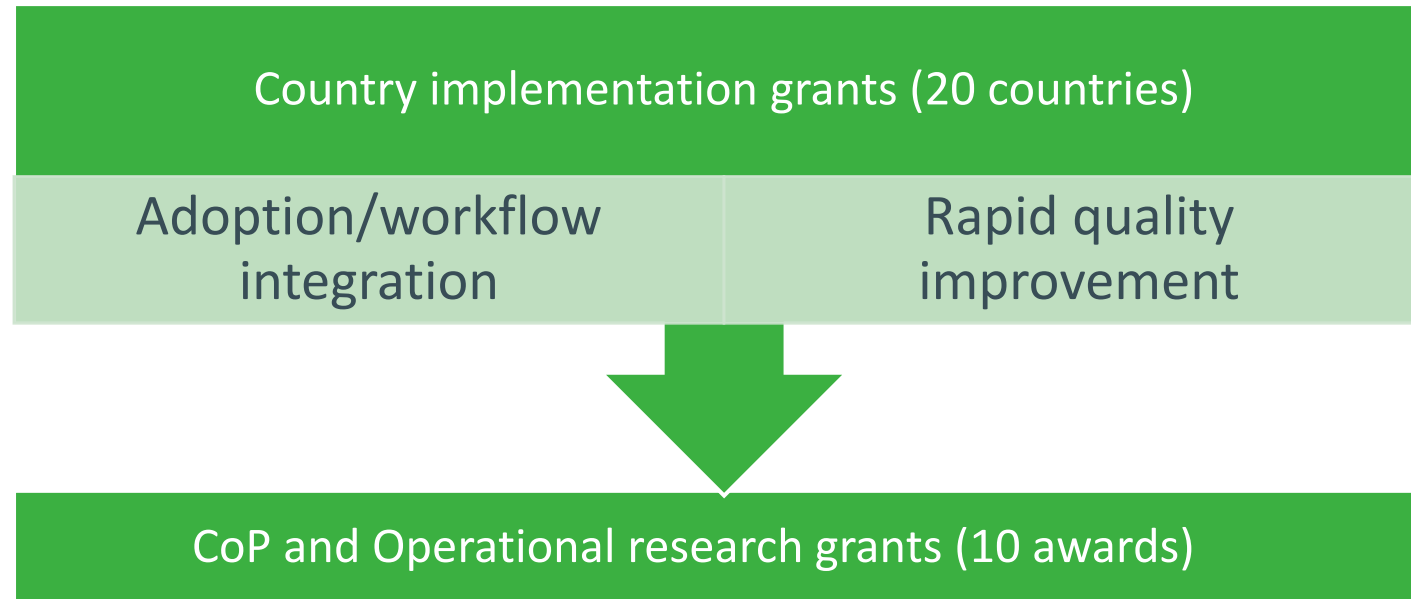 Country implementation grants (20 countries)
Adoption/workflow
integration
Rapid quality
improvement
CoP and Operational research grants (10 awards)